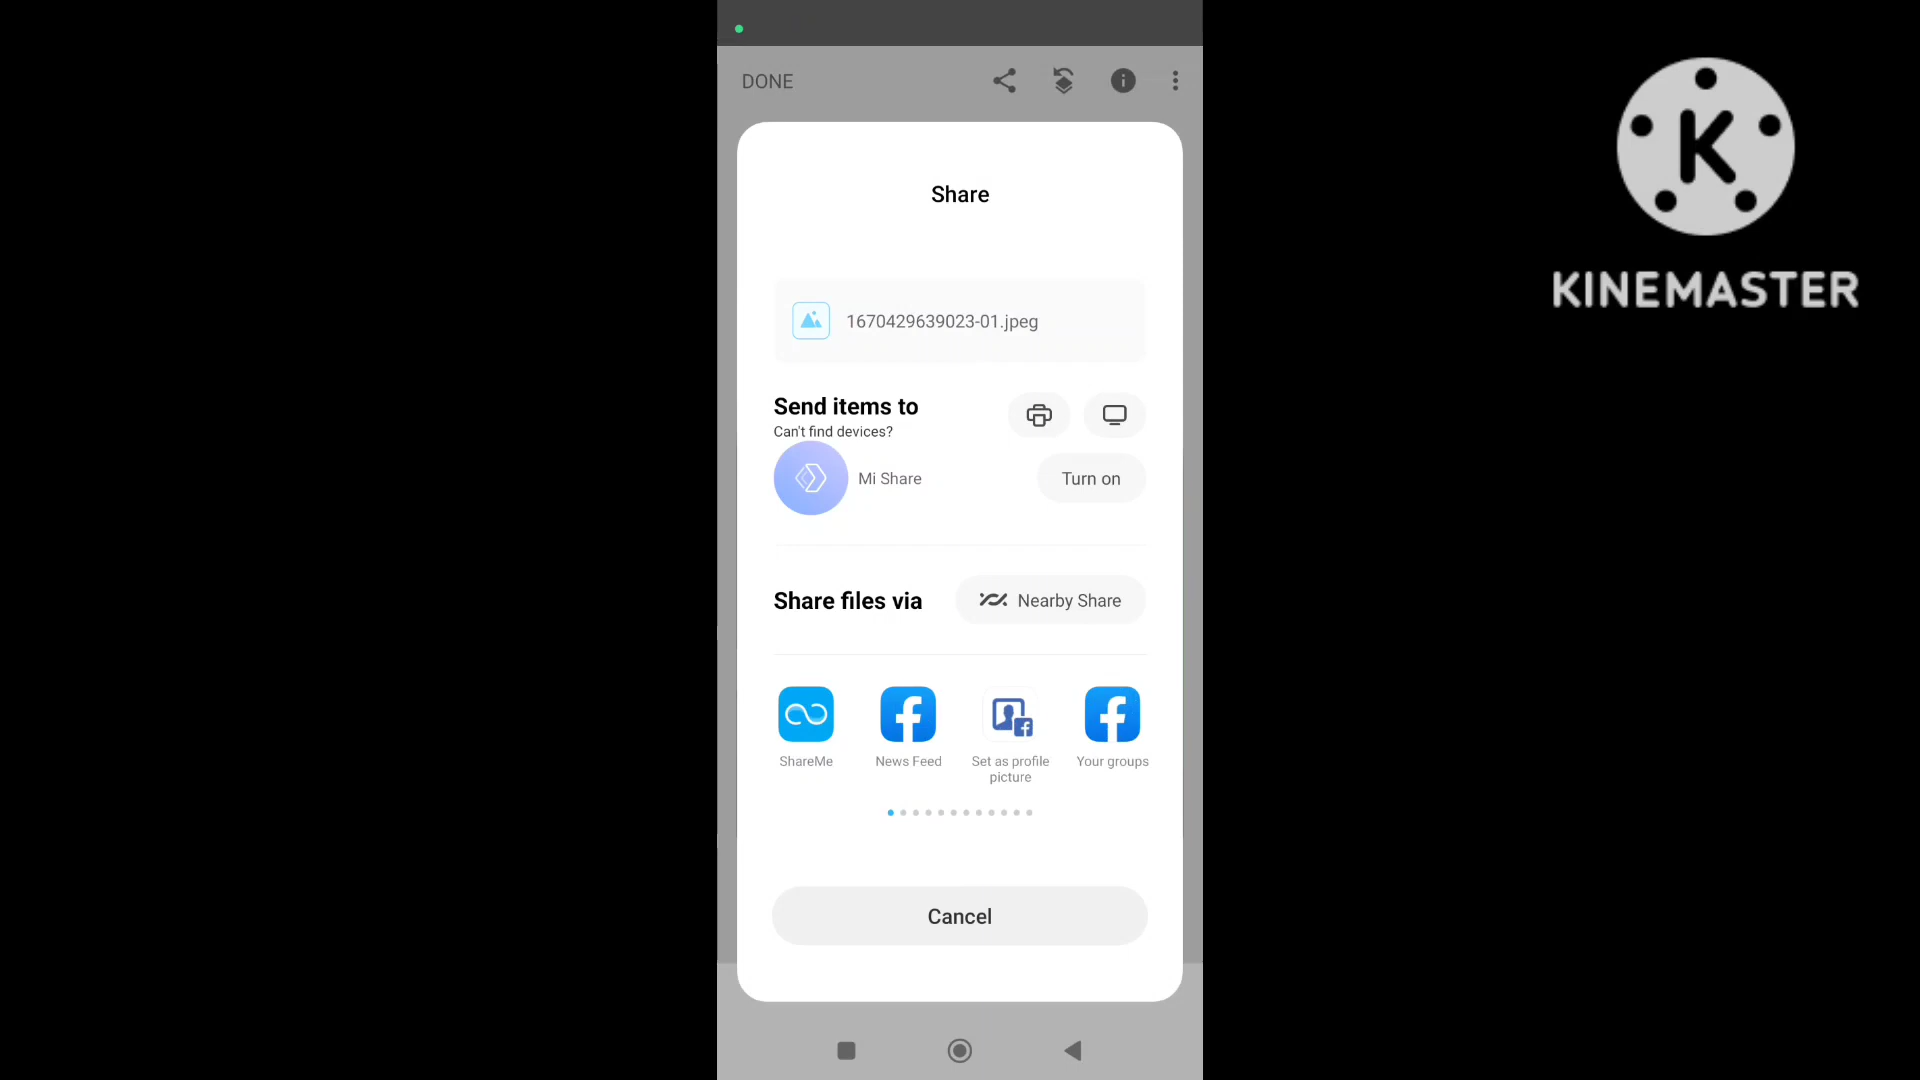 DONE
Share
1670429639023-01.jpeg
Send items to
Can't find devices?
Mi Share
Turn on
Share files via
Nearby Share
ShareMe
News Feed
Set as profile
picture
Your groups
Cancel
K
KINEMASTER